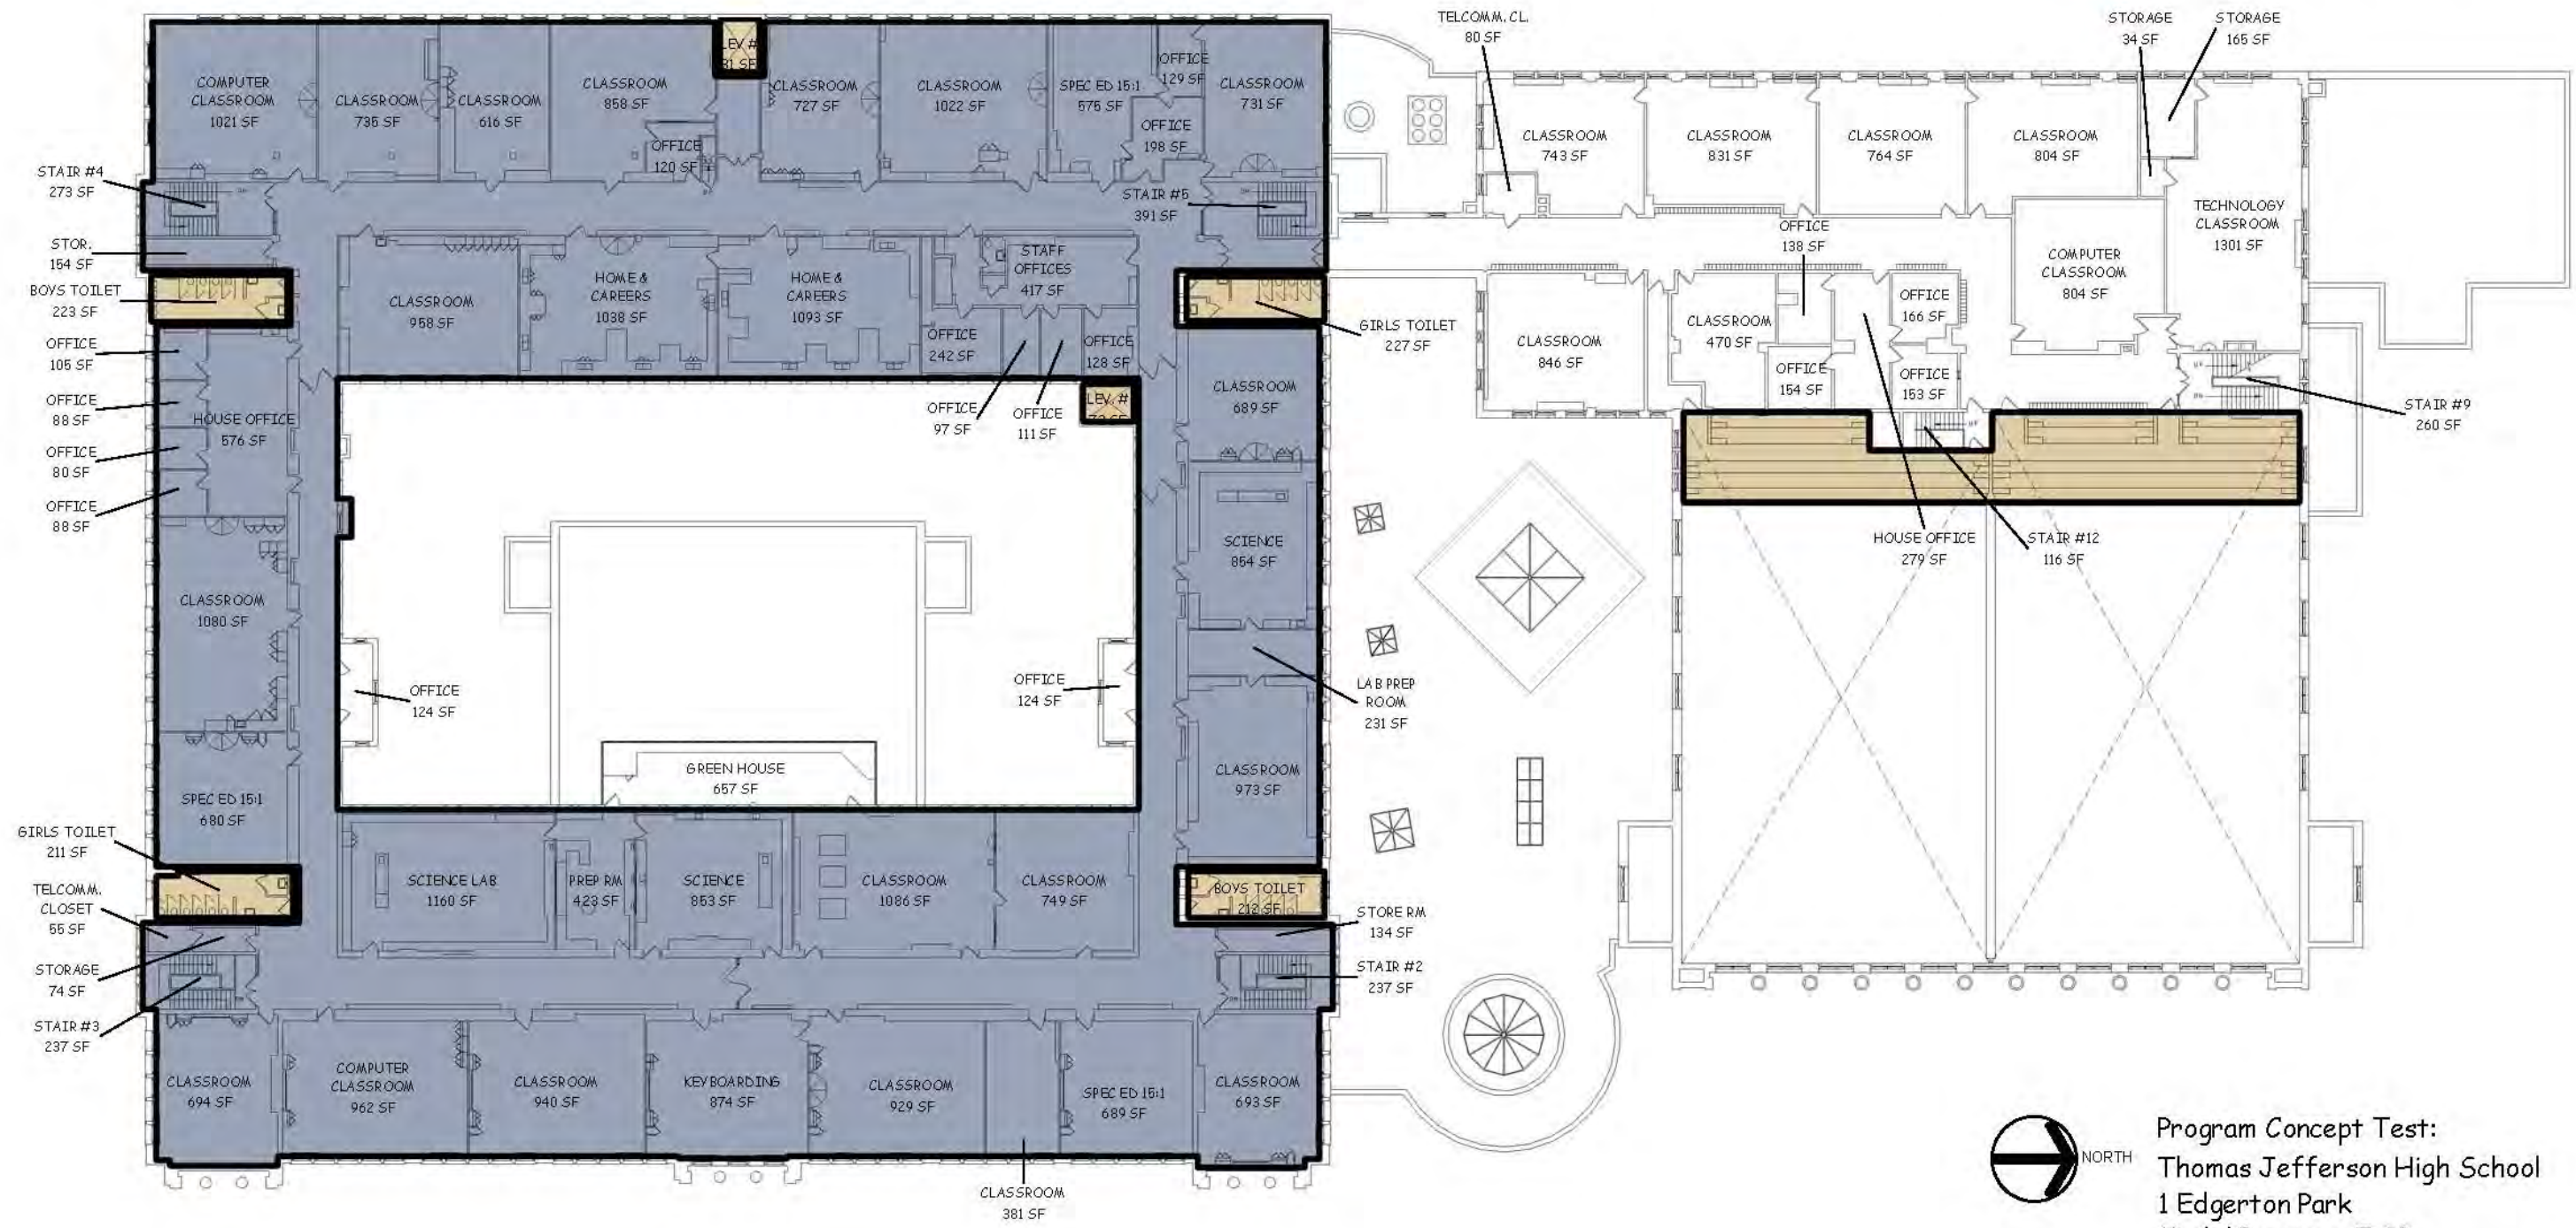 TELCOMM. CL.
80 SF
STORAGE
34 SF
STORAGE
165 SF
COMPUTER
CLASSROOM
1021 SF
CLASSROOM
735 SF
CLASSROOM
616 SF
CLASSROOM
858 SF
OFFICE
120 SF
CLASSROOM
727 SF
CLASSROOM
1022 SF
SPEC ED 15:1
575 SF
OFFICE
129 SF
OFFICE
198 SF
CLASSROOM
731 SF
CLASSROOM
743 SF
CLASSROOM
831 SF
CLASSROOM
764 SF
CLASSROOM
804 SF
STAIR #4
273 SF
STAIR #5
391 SF
TECHNOLOGY
CLASSROOM
1301 SF
STOR.
154 SF
BOYS TOILET
223 SF
CLASSROOM
958 SF
HOME &
CAREERS
1038 SF
HOME &
CAREERS
1093 SF
STAFF
OFFICES
417 SF
OFFICE
242 SF
OFFICE
128 SF
OFFICE
97 SF
OFFICE
111 SF
GIRLS TOILET
227 SF
CLASSROOM
846 SF
CLASSROOM
470 SF
OFFICE
138 SF
OFFICE
154 SF
OFFICE
166 SF
OFFICE
153 SF
COMPUTER
CLASSROOM
804 SF
STAIR #9
260 SF
OFFICE
105 SF
OFFICE
88 SF
OFFICE
80 SF
OFFICE
88 SF
HOUSE OFFICE
576 SF
CLASSROOM
689 SF
HOUSE OFFICE
279 SF
STAIR #12
116 SF
SCIENCE
854 SF
CLASSROOM
1080 SF
LAB PREP
ROOM
231 SF
OFFICE
124 SF
OFFICE
124 SF
GREEN HOUSE
657 SF
CLASSROOM
973 SF
SPEC ED 15:1
680 SF
GIRLS TOILET
211 SF
TELCOMM.
CLOSET
55 SF
STORAGE
74 SF
STAIR #3
237 SF
SCIENCE LAB
1160 SF
PREP RM
423 SF
SCIENCE
853 SF
CLASSROOM
1086 SF
CLASSROOM
749 SF
BOYS TOILET
212 SF
STORE RM
134 SF
STAIR #2
237 SF
CLASSROOM
694 SF
COMPUTER
CLASSROOM
962 SF
CLASSROOM
940 SF
KEYBOARDING
874 SF
CLASSROOM
929 SF
CLASSROOM
381 SF
SPEC ED 15:1
689 SF
CLASSROOM
693 SF
NORTH
Program Concept Test:
Thomas Jefferson High School
1 Edgerton Park